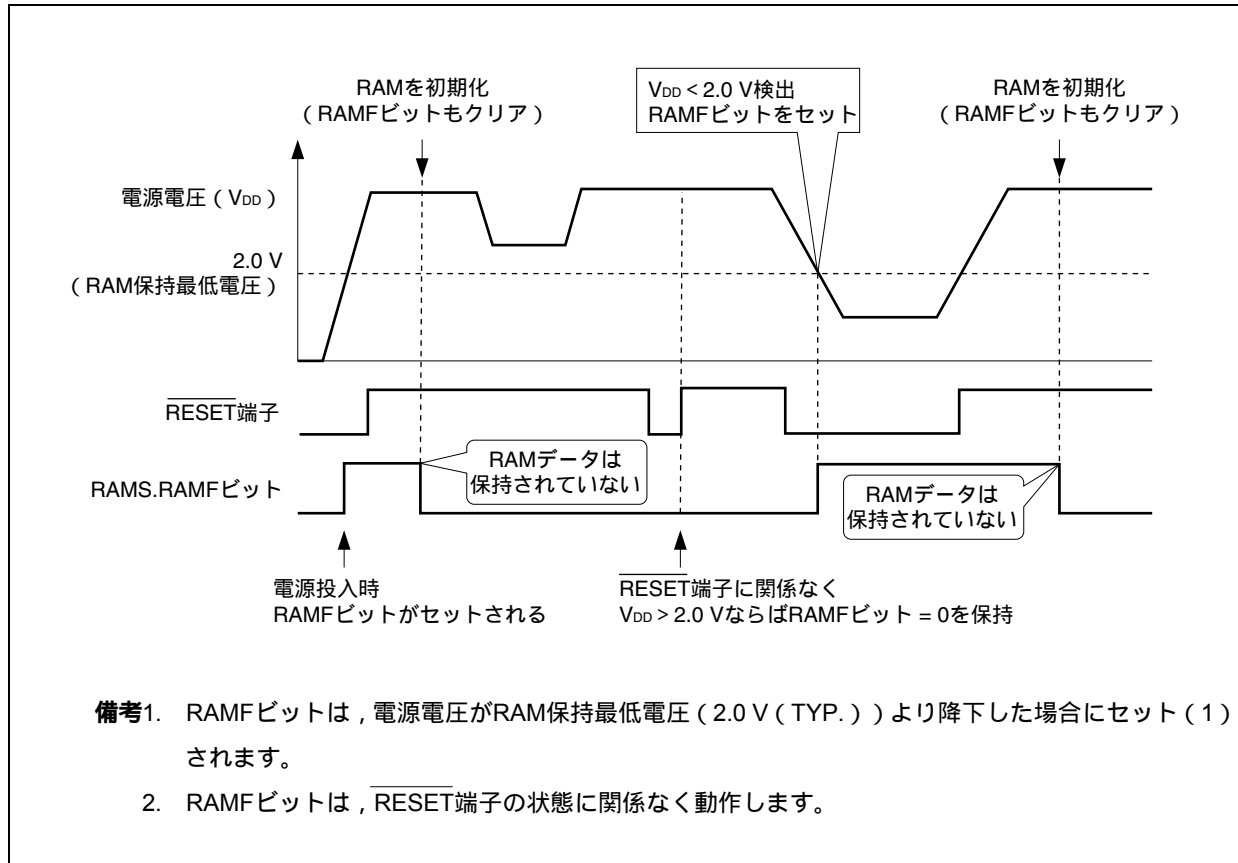 RAMを初期化
（RAMFビットもクリア）
VDD < 2.0 V検出
RAMFビットをセット
RAMを初期化
（RAMFビットもクリア）
電源電圧（VDD）
2.0 V
（RAM保持最低電圧）
RESET端子
RAMS.RAMFビット
RAMデータは
保持されていない
RAMデータは
保持されていない
電源投入時
RAMFビットがセットされる
RESET端子に関係なく
VDD > 2.0 VならばRAMFビット = 0を保持
備考1. RAMFビットは，電源電圧がRAM保持最低電圧（2.0 V（TYP.））より降下した場合にセット（1）
されます。
2. RAMFビットは，RESET端子の状態に関係なく動作します。